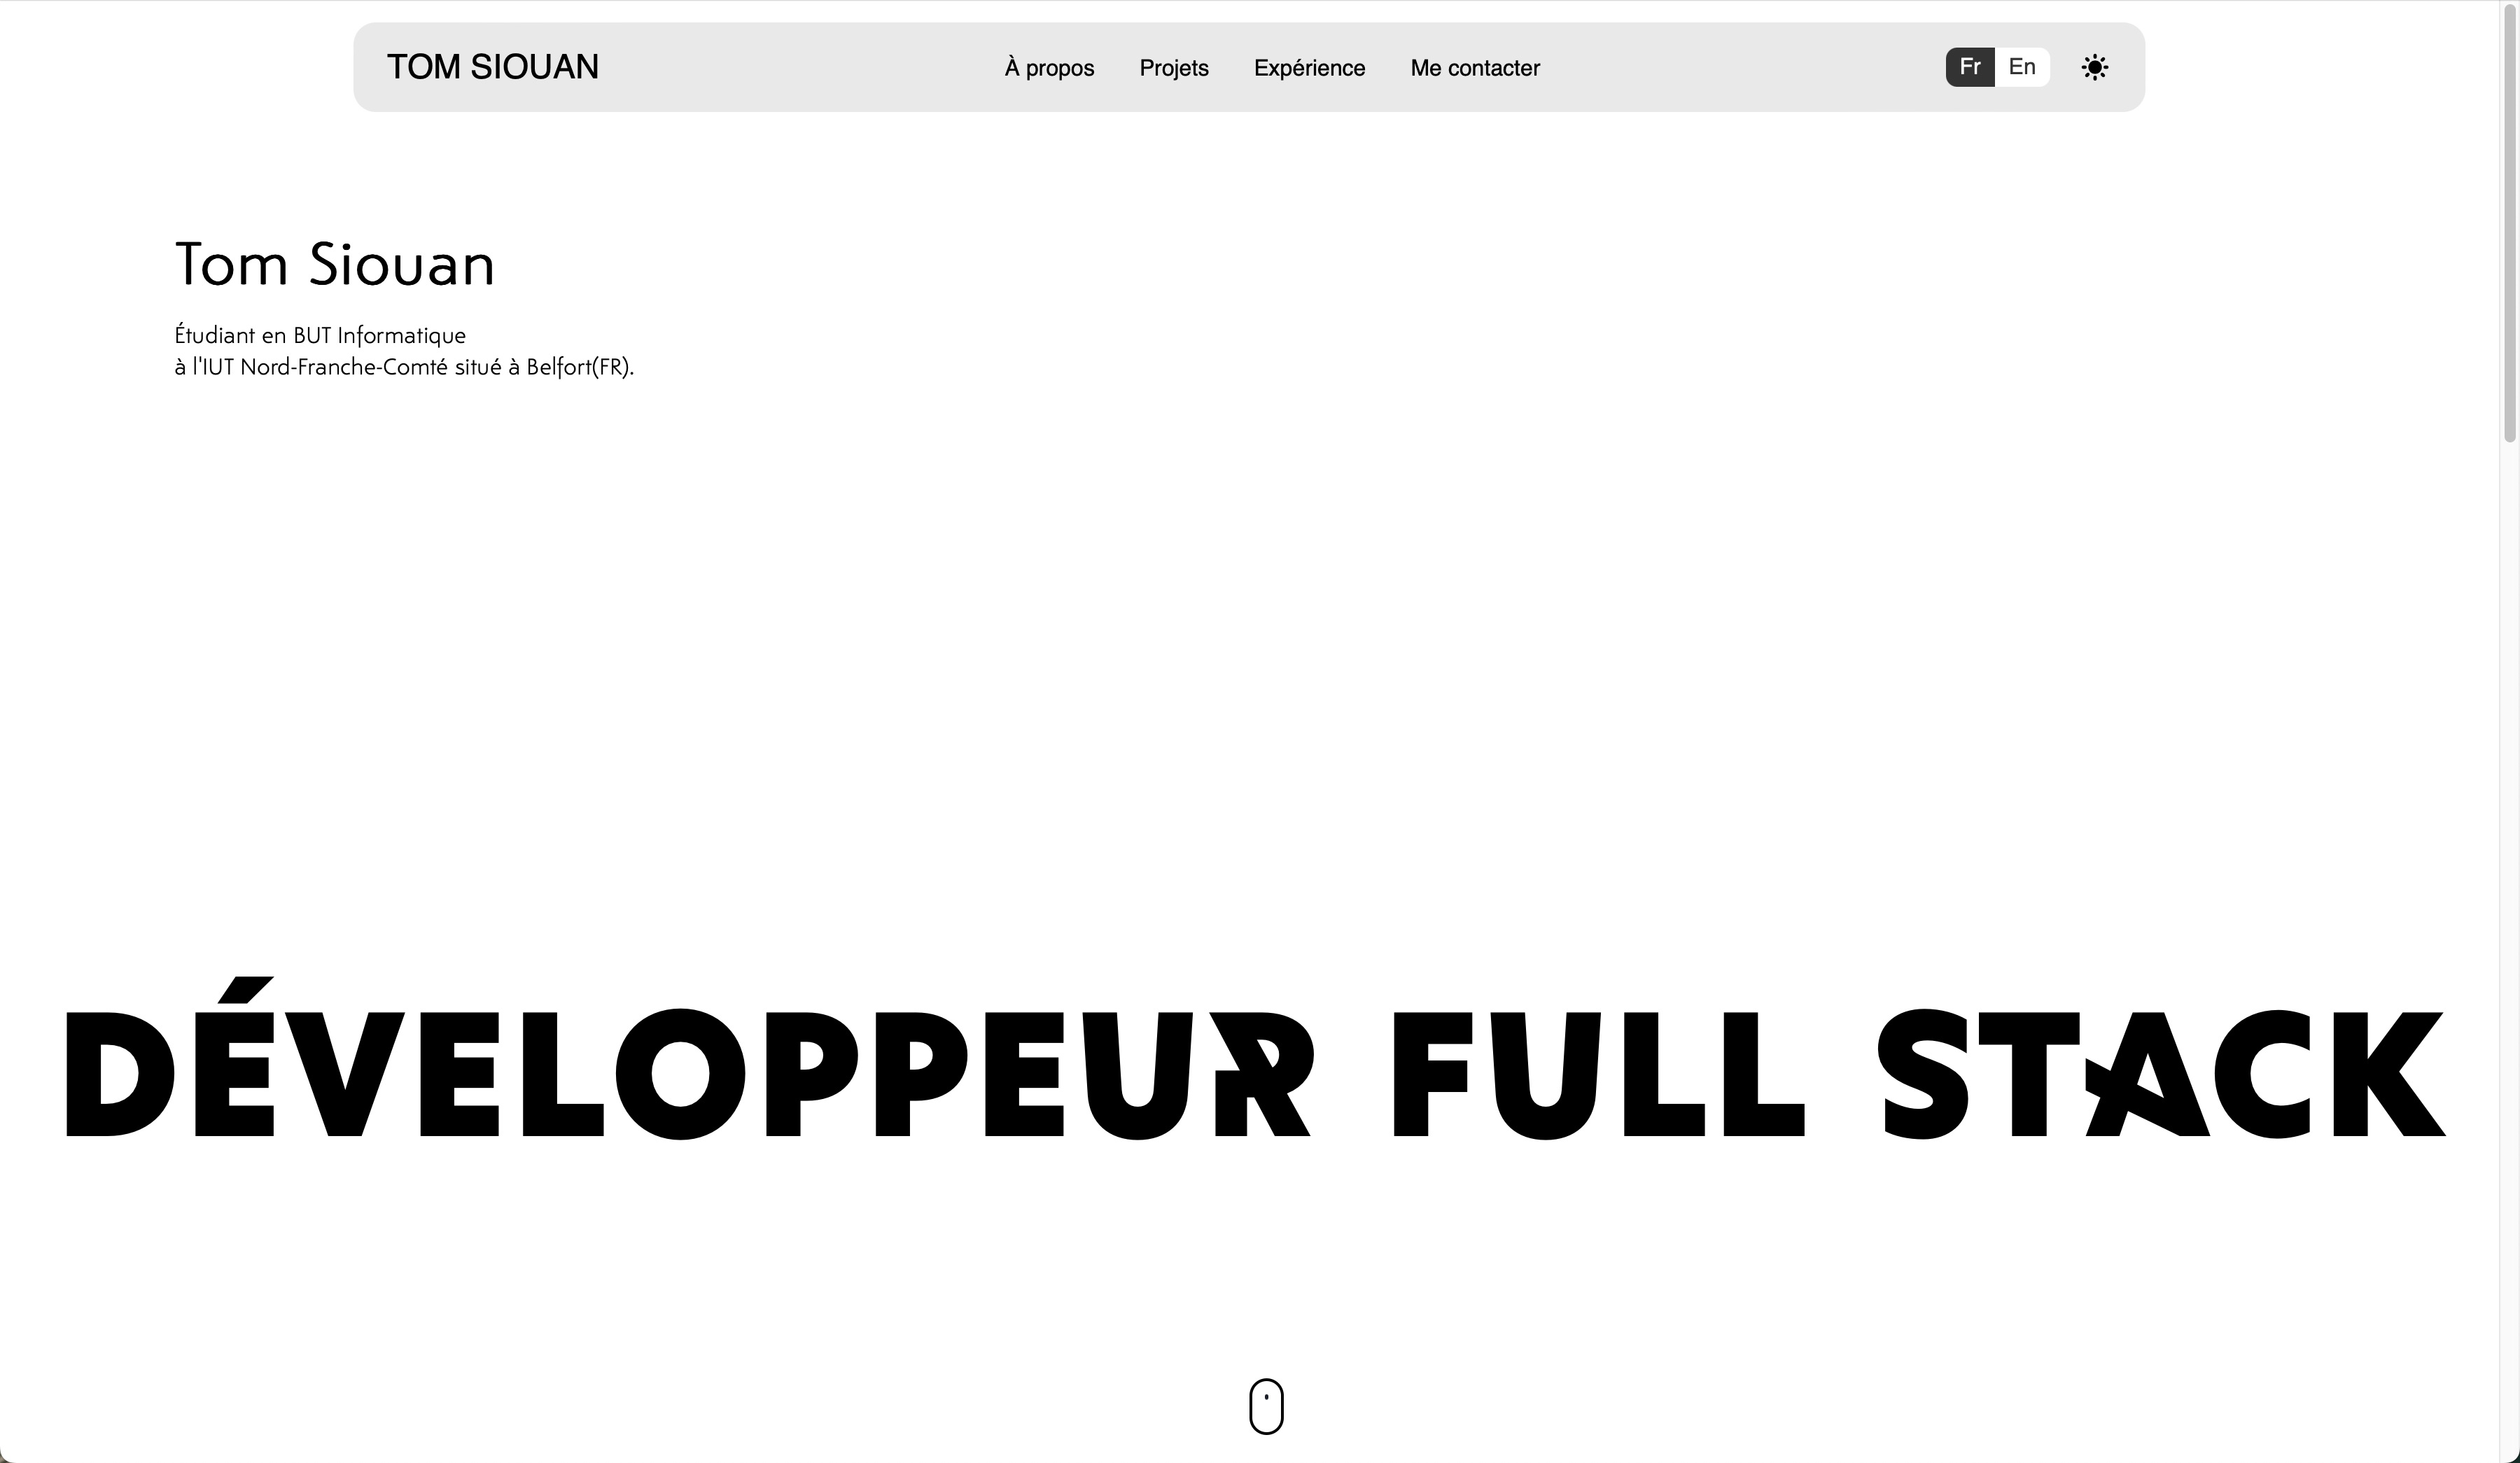 TOM SIOUAN
À propos Projets Expérience Me contacter
Fr En
Tom Siouan
Étudiant en BUT Informatique
à l'IUT Nord-Franche-Comté situé à Belfort(FR).
DÉVELOPPEUR FULL STACK